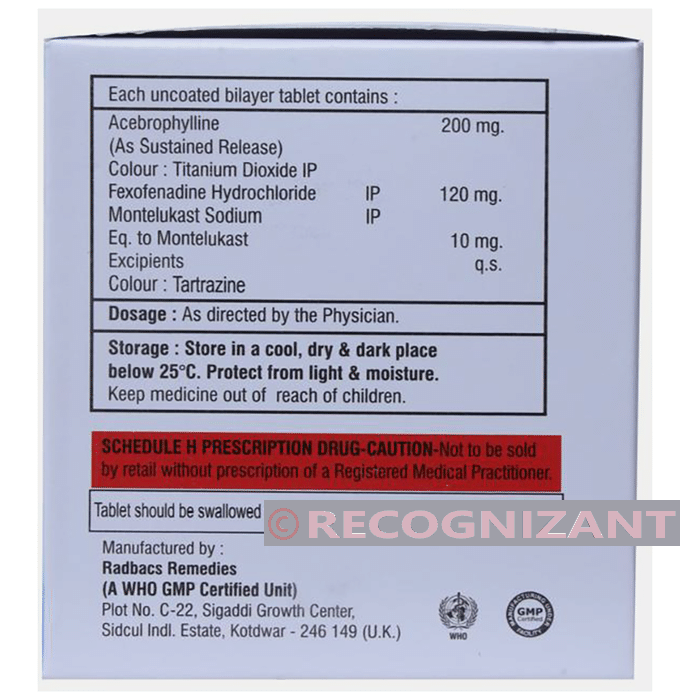 Each uncoated bilayer tablet contains :
Acebrophylline 200 mg.
(As Sustained Release)
Colour : Titanium Dioxide IP
Fexofenadine Hydrochloride IP 120 mg.
Montelukast Sodium IP
Eq. to Montelukast 10 mg.
Excipients q.s.
Colour : Tartrazine
Dosage : As directed by the Physician.
Storage : Store in a cool, dry & dark place
below 25°C. Protect from light & moisture.
Keep medicine out of reach of children.
SCHEDULE H PRESCRIPTION DRUG-CAUTION-Not to be sold
by retail without prescription of a Registered Medical Practitioner.
Tablet should be swallowed
© RECOGNIZANT
Manufactured by :
Radbacs Remedies
(A WHO GMP Certified Unit)
Plot No. C-22, Sigaddi Growth Center,
Sidcul Indl. Estate, Kotdwar - 246 149 (U.K.)
WHO
MANUFACTURING UNDER
GMP
Certified
FACILITY